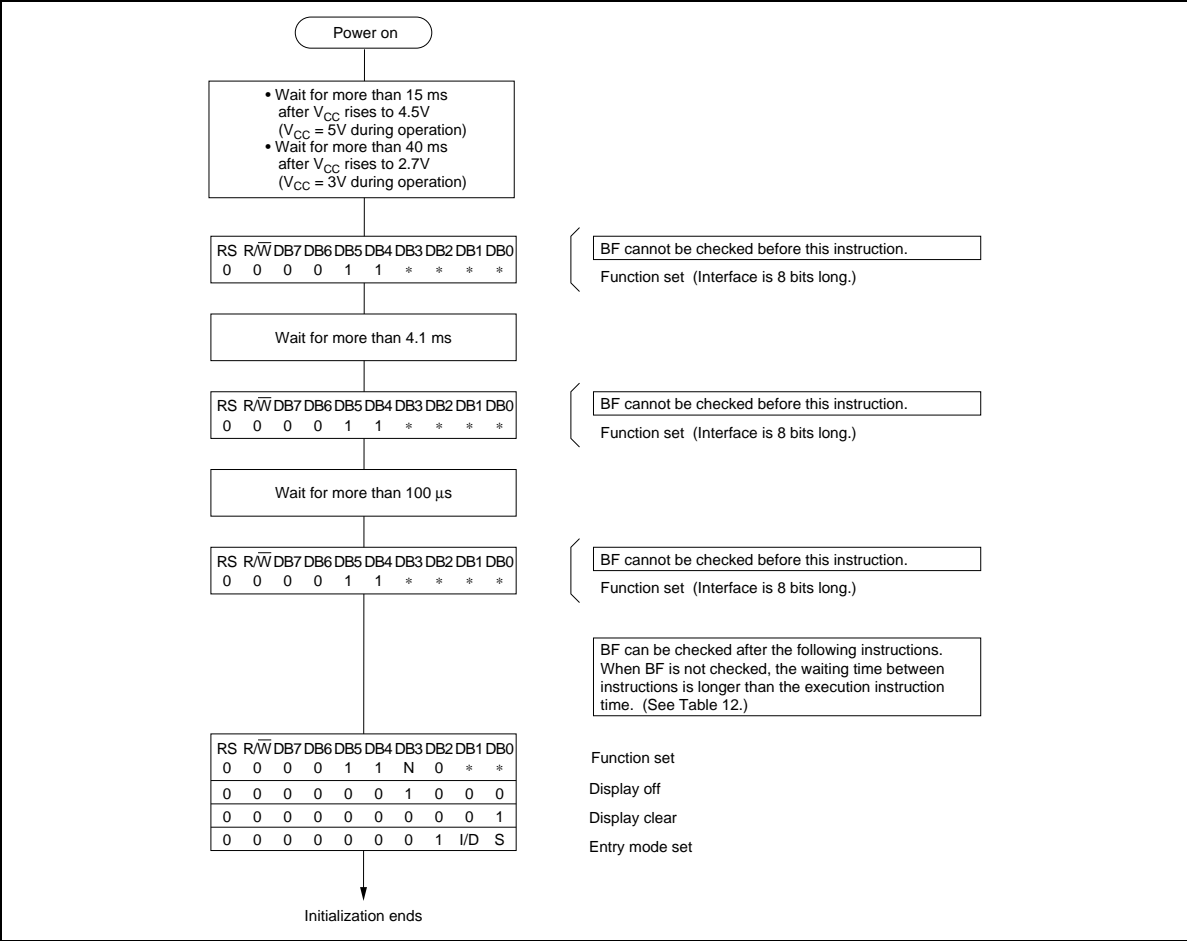 Power on
• Wait for more than 15 ms
after VCC rises to 4.5V
(VCC = 5V during operation)
• Wait for more than 40 ms
after VCC rises to 2.7V
(VCC = 3V during operation)
RS R/W̅ DB7 DB6 DB5 DB4 DB3 DB2 DB1 DB0
0 0 0 0 1 1 * * * *
BF cannot be checked before this instruction.
Function set (Interface is 8 bits long.)
Wait for more than 4.1 ms
RS R/W̅ DB7 DB6 DB5 DB4 DB3 DB2 DB1 DB0
0 0 0 0 1 1 * * * *
BF cannot be checked before this instruction.
Function set (Interface is 8 bits long.)
Wait for more than 100 µs
RS R/W̅ DB7 DB6 DB5 DB4 DB3 DB2 DB1 DB0
0 0 0 0 1 1 * * * *
BF cannot be checked before this instruction.
Function set (Interface is 8 bits long.)
BF can be checked after the following instructions.
When BF is not checked, the waiting time between
instructions is longer than the execution instruction
time. (See Table 12.)
RS R/W̅ DB7 DB6 DB5 DB4 DB3 DB2 DB1 DB0
0 0 0 0 1 1 N 0 * *
Function set
0 0 0 0 0 0 1 0 0 0
Display off
0 0 0 0 0 0 0 0 0 1
Display clear
0 0 0 0 0 0 0 1 I/D S
Entry mode set
Initialization ends